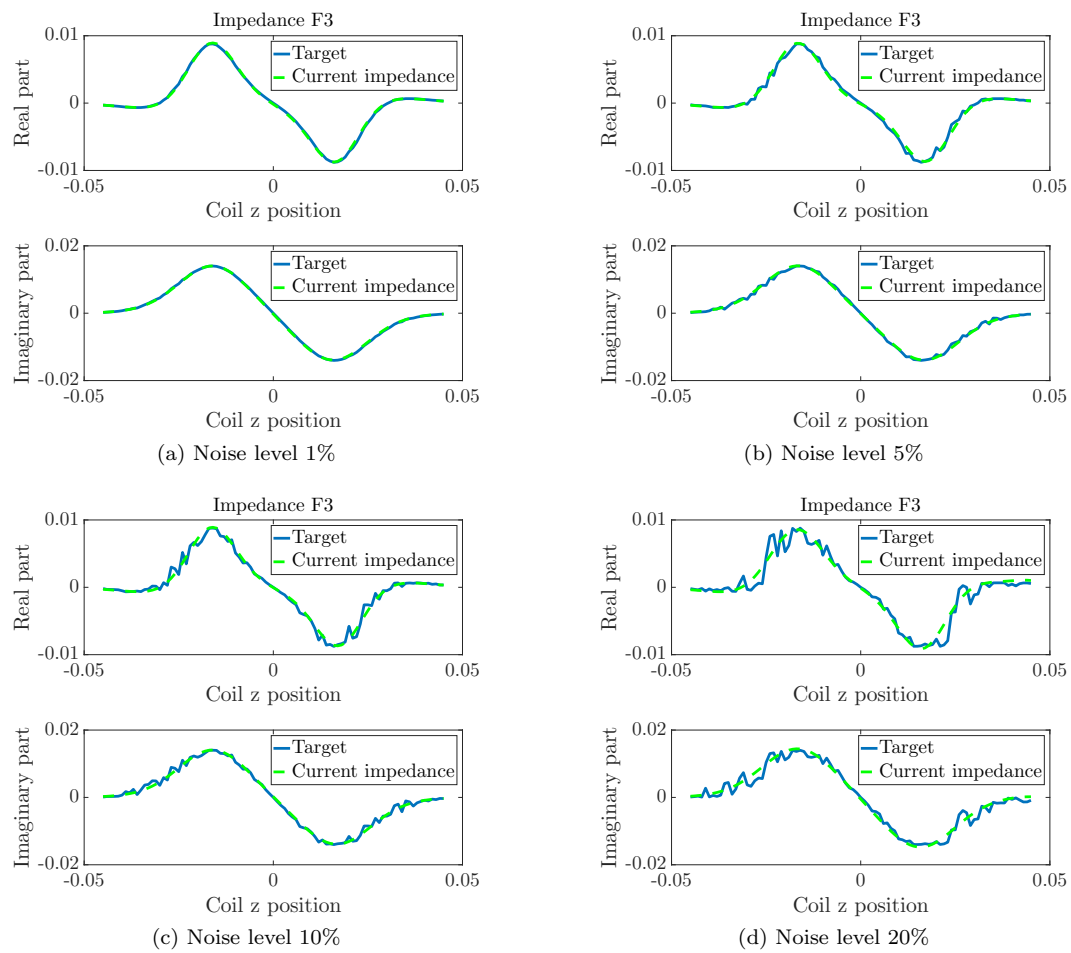 Impedance F3
0.01
Real part
0
-0.01
Target
Current impedance
-0.05
0
0.05
Coil z position
0.02
Imaginary part
0
-0.02
Target
Current impedance
-0.05
0
0.05
Coil z position
(a) Noise level 1%
Impedance F3
0.01
Real part
0
-0.01
Target
Current impedance
-0.05
0
0.05
Coil z position
0.02
Imaginary part
0
-0.02
Target
Current impedance
-0.05
0
0.05
Coil z position
(b) Noise level 5%
Impedance F3
0.01
Real part
0
-0.01
Target
Current impedance
-0.05
0
0.05
Coil z position
0.02
Imaginary part
0
-0.02
Target
Current impedance
-0.05
0
0.05
Coil z position
(c) Noise level 10%
Impedance F3
0.01
Real part
0
-0.01
Target
Current impedance
-0.05
0
0.05
Coil z position
0.02
Imaginary part
0
-0.02
Target
Current impedance
-0.05
0
0.05
Coil z position
(d) Noise level 20%